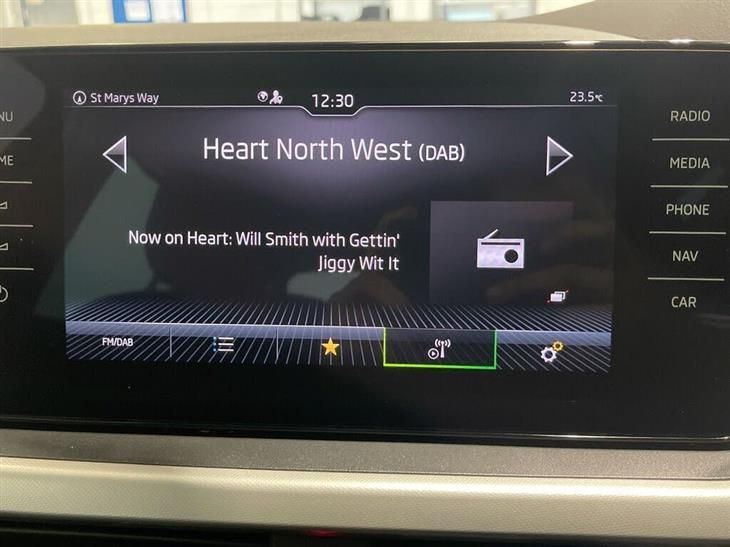 St Marys Way
12:30
23.5°C
Heart North West (DAB)
Now on Heart: Will Smith with Gettin'
Jiggy Wit It
FM/DAB
RADIO
MEDIA
PHONE
NAV
CAR